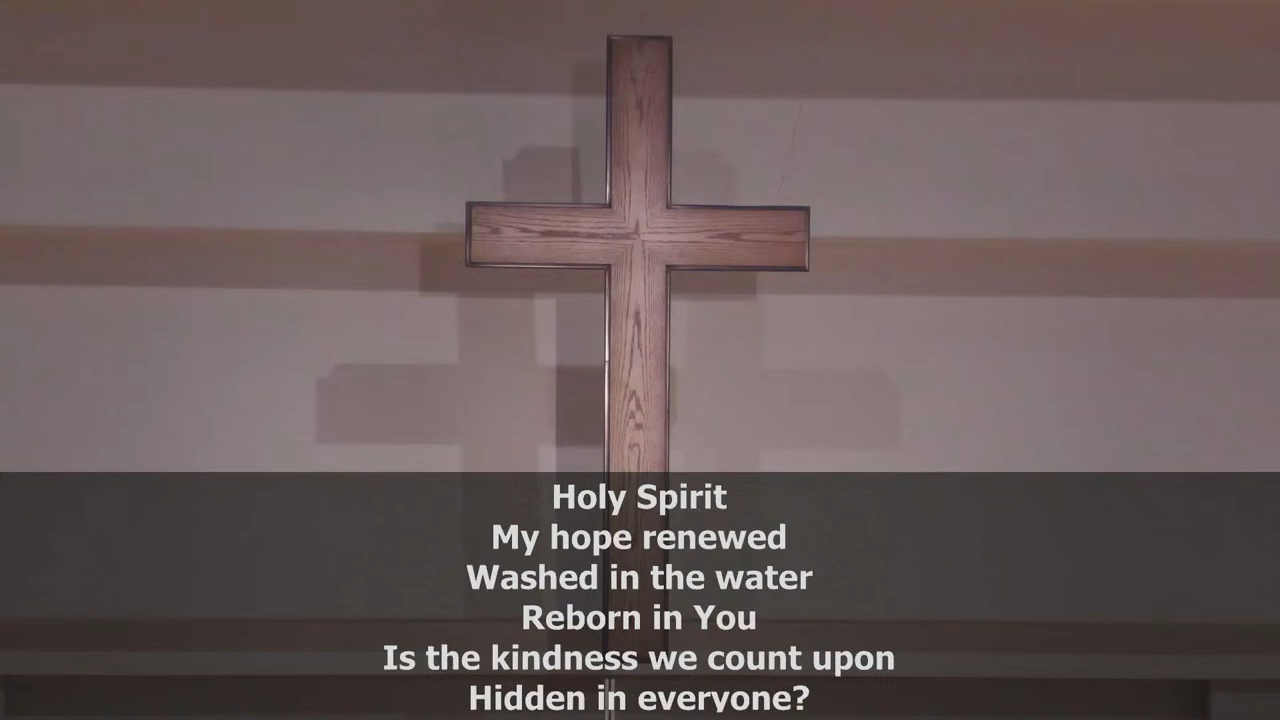 Holy Spirit
My hope renewed
Washed in the water
Reborn in You
Is the kindness we count upon
Hidden in everyone?